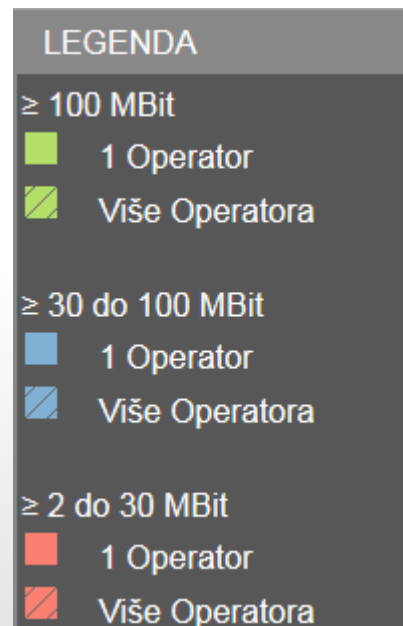 LEGENDA
≥ 100 MBit
1 Operator
Više Operatora
≥ 30 do 100 MBit
1 Operator
Više Operatora
≥ 2 do 30 MBit
1 Operator
Više Operatora